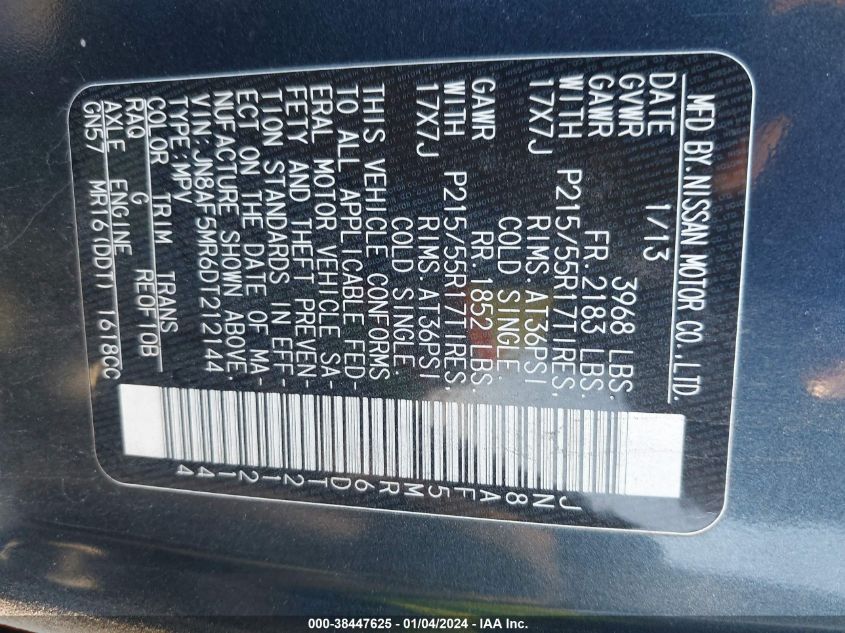 MFD BY.NISSAN MOTOR CO.,LTD.
DATE 1/13
GVWR 3968 LBS.
GAWR FR.2183 LBS.
WITH P215/55R17TIRES,
17X7J RIMS.AT36PSI
COLD SINGLE.
GAWR RR 1852 LBS.
WITH P215/55R17TIRES,
17X7J RIMS AT36PSI
COLD SINGLE.
THIS VEHICLE CONFORMS
TO ALL APPLICABLE FED-
ERAL MOTOR VEHICLE SA-
FETY AND THEFT PREVEN-
TION STANDARDS IN EFF-
ECT ON THE DATE OF MA-
NUFACTURE SHOWN ABOVE.
VIN:JN8AF5MR6DT212144
TYPE:MPV
COLOR TRIM TRANS
RAQ G RE0F10B
AXLE ENGINE
GN57 MR16(DDT) 1618CC
JN8AF5MR6DT212144
000-38447625 - 01/04/2024 - IAA Inc.